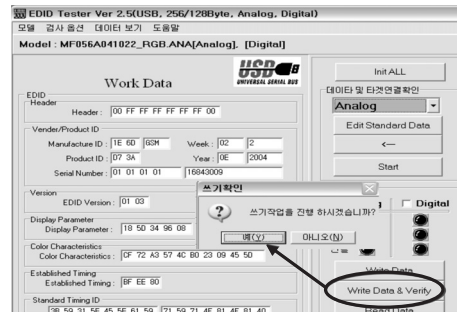 EDID Tester Ver 2.5(USB, 256/128Byte, Analog, Digital)
모델 검사 옵션 데이터 보기 도움말
Model : MF056A041022_RGB.ANA[Analog]. [Digital]
Work Data
USB
UNIVERSAL SERIAL BUS
EDID
Header
Header : 00 FF FF FF FF FF FF 00
Vender/Product ID
Manufacture ID : 1E 6D GSM Week : 02 2
Product ID : D7 3A Year : 0E 2004
Serial Number : 01 01 01 01 16843009
Version
EDID Version : 01 03
Display Parameter
Display Parameter : 18 5D 34 96 08
Color Characteristics
Color Characteristics : CF 72 A3 57 4C B0 23 09 45 5D
Established Timing
Established Timing : BF EE 80
Standard Timing ID
Init ALL
데이타 및 타겟연결확인
Analog
Edit Standard Data
<--
Start
Digital
쓰기확인
쓰기작업을 진행 하시겠습니까?
예(Y)
아니오(N)
Write Data
Write Data & Verify
Read Data